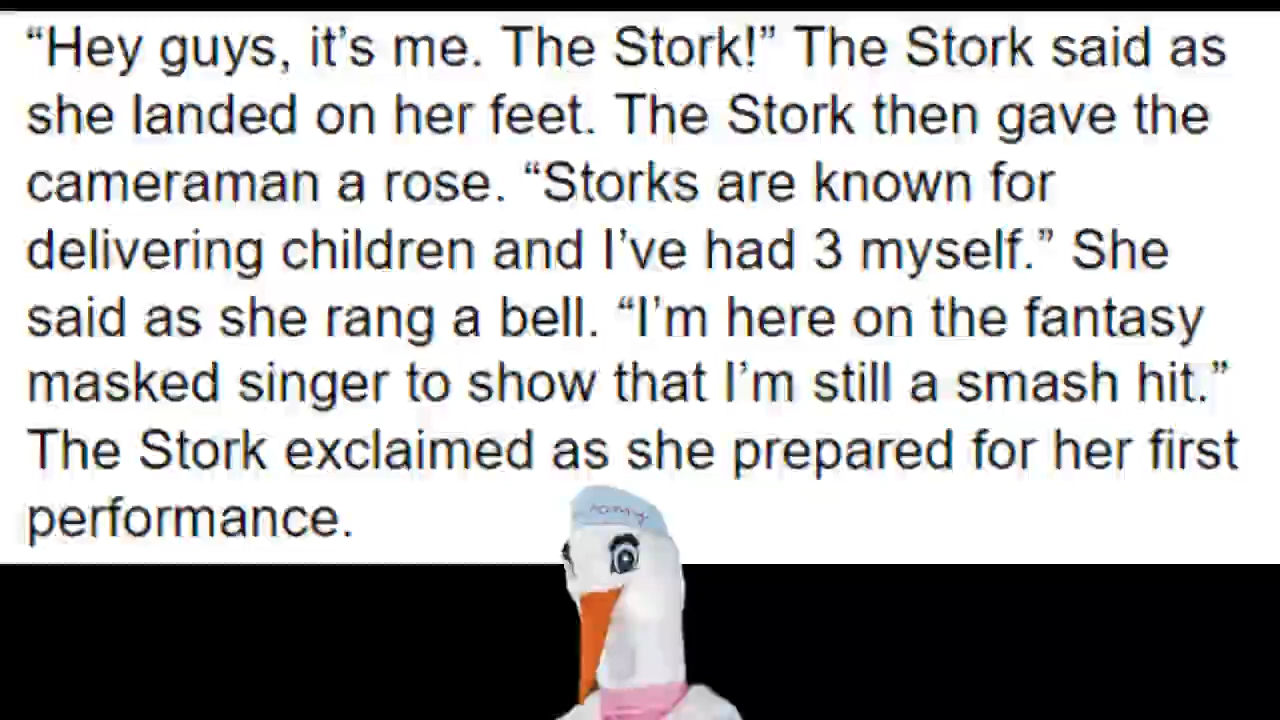 “Hey guys, it’s me. The Stork!” The Stork said as
she landed on her feet. The Stork then gave the
cameraman a rose. “Storks are known for
delivering children and I’ve had 3 myself.” She
said as she rang a bell. “I’m here on the fantasy
masked singer to show that I’m still a smash hit.”
The Stork exclaimed as she prepared for her first
performance.